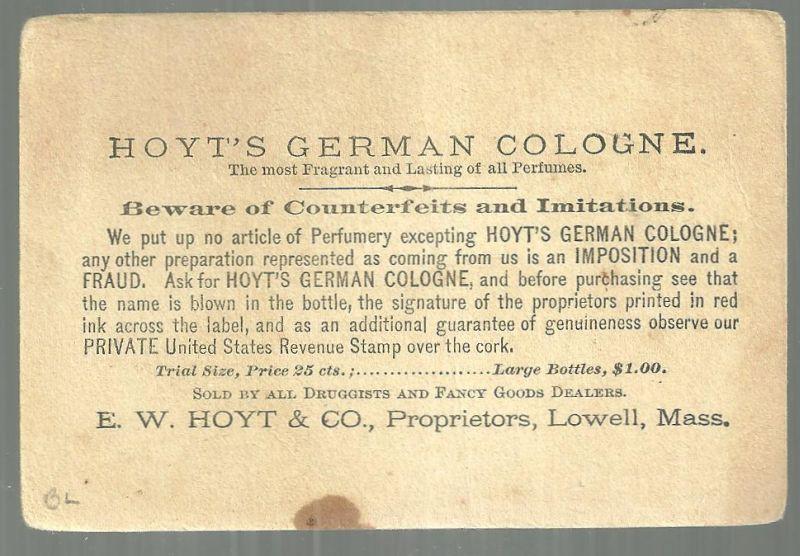 HOYT'S GERMAN COLOGNE.
The most Fragrant and Lasting of all Perfumes.
Beware of Counterfeits and Imitations.
We put up no article of Perfumery excepting HOYT'S GERMAN COLOGNE;
any other preparation represented as coming from us is an IMPOSITION and a
FRAUD. Ask for HOYT'S GERMAN COLOGNE, and before purchasing see that
the name is blown in the bottle, the signature of the proprietors printed in red
ink across the label, and as an additional guarantee of genuineness observe our
PRIVATE United States Revenue Stamp over the cork.
Trial Size, Price 25 cts.;....................Large Bottles, $1.00.
SOLD BY ALL DRUGGISTS AND FANCY GOODS DEALERS.
E. W. HOYT & CO., Proprietors, Lowell, Mass.